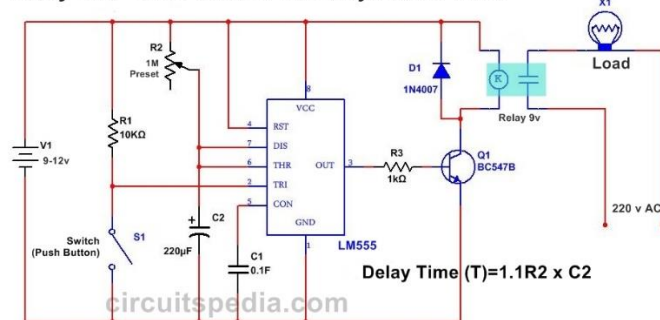 X1
R2
1M
Preset
D1
1N4007
Load
K
8
VCC
Relay 9v
R1
10KΩ
4
RST
V1
9-12v
7
DIS
R3
Q1
BC547B
6
THR
OUT
3
1kΩ
2
TRI
5
CON
220 v AC
C2
S1
Switch
(Push Button)
220µF
GND
1
LM555
C1
0.1F
Delay Time (T)=1.1R2 x C2
circuitspedia.com